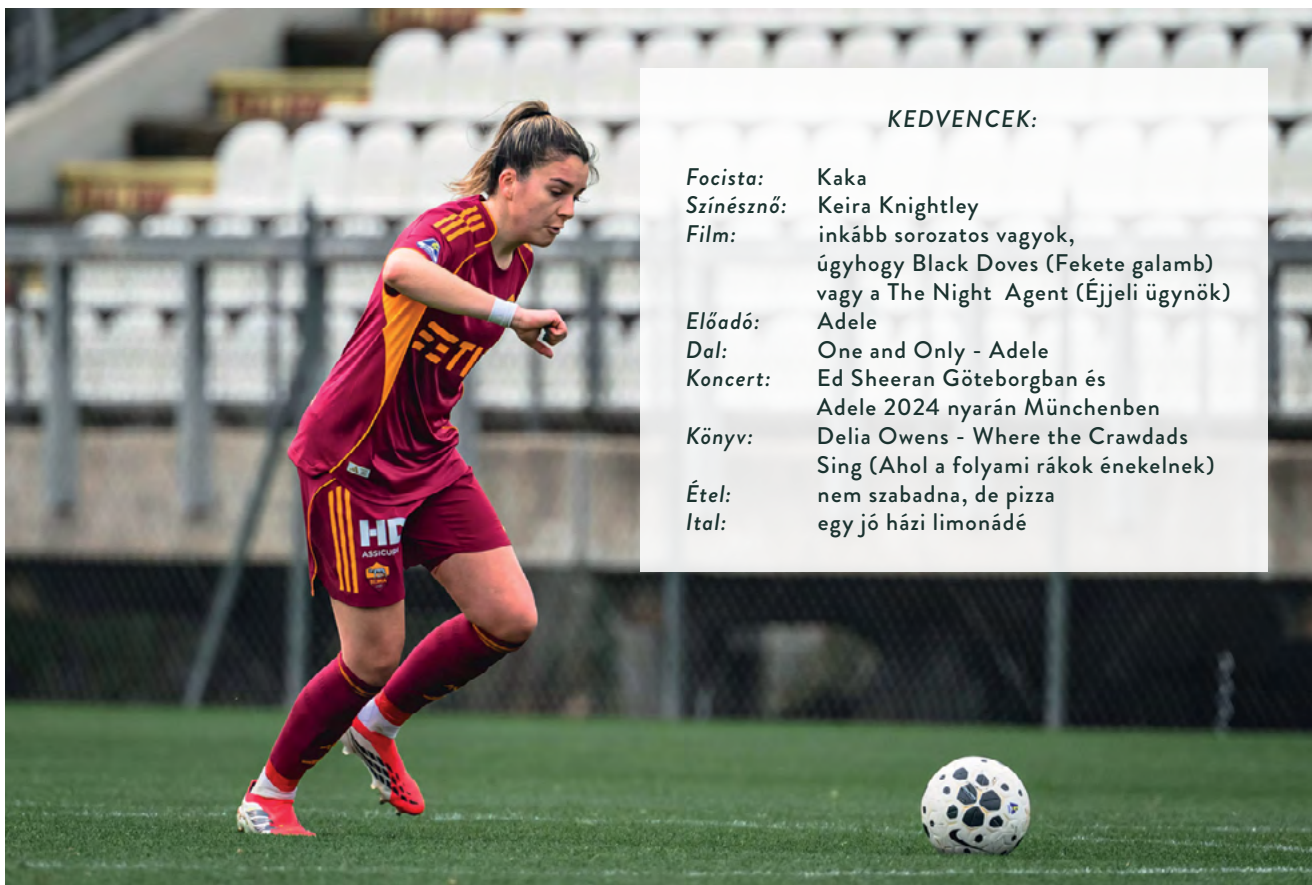 KEDVENCEK:
Focista: Kaka
Színésznő: Keira Knightley
Film: inkább sorozatos vagyok,
úgyhogy Black Doves (Fekete galamb)
vagy a The Night Agent (Éjjeli ügynök)
Előadó: Adele
Dal: One and Only - Adele
Koncert: Ed Sheeran Göteborgban és
Adele 2024 nyarán Münchenben
Könyv: Delia Owens - Where the Crawdads
Sing (Ahol a folyami rákok énekelnek)
Étel: nem szabadna, de pizza
Ital: egy jó házi limonádé
HD